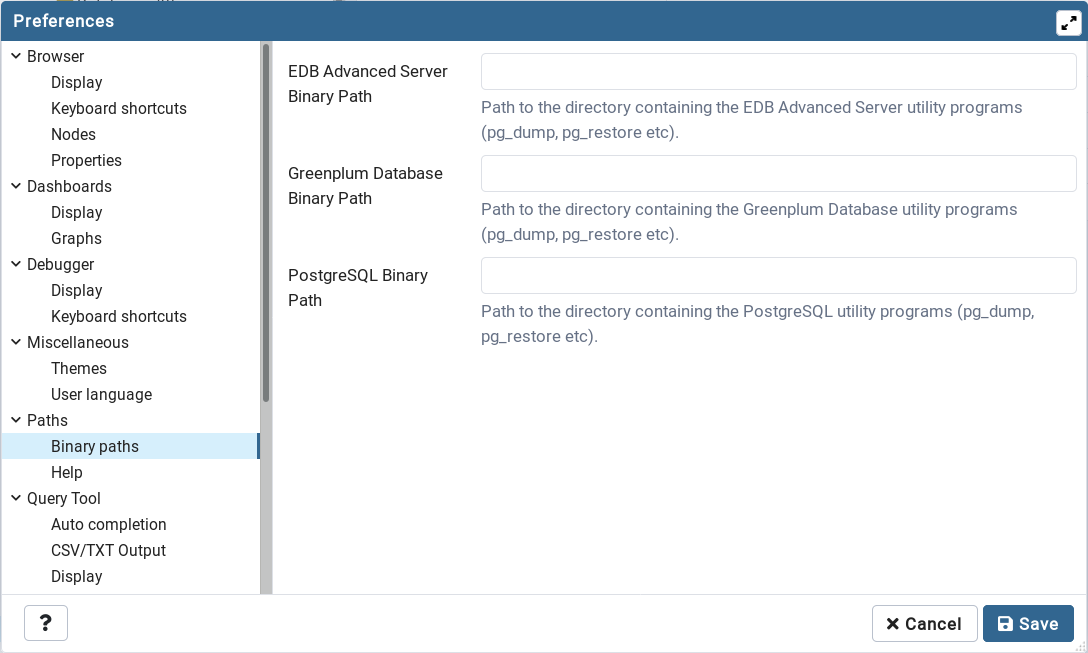 Preferences
Browser
Display
Keyboard shortcuts
Nodes
Properties
Dashboards
Display
Graphs
Debugger
Display
Keyboard shortcuts
Miscellaneous
Themes
User language
Paths
Binary paths
Help
Query Tool
Auto completion
CSV/TXT Output
Display
EDB Advanced Server
Binary Path
Path to the directory containing the EDB Advanced Server utility programs
(pg_dump, pg_restore etc).
Greenplum Database
Binary Path
Path to the directory containing the Greenplum Database utility programs
(pg_dump, pg_restore etc).
PostgreSQL Binary
Path
Path to the directory containing the PostgreSQL utility programs (pg_dump,
pg_restore etc).
?
Cancel
Save